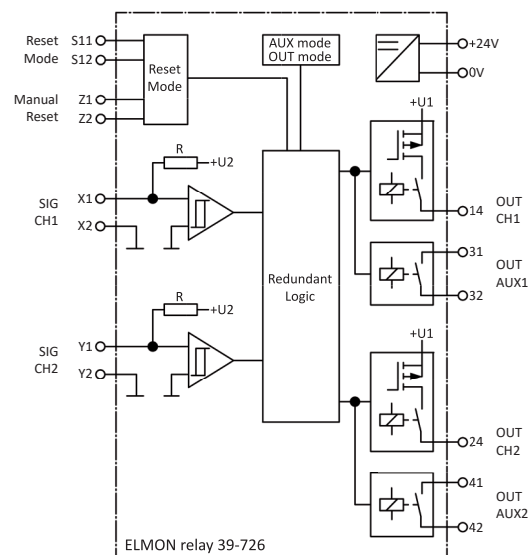 Reset S11
Mode S12
Manual Z1
Reset Z2
Reset
Mode
AUX mode
OUT mode
+24V
0V
+U1
14
OUT
CH1
31
32
OUT
AUX1
R
+U2
X1
X2
SIG
CH1
Redundant
Logic
R
+U2
Y1
Y2
SIG
CH2
+U1
24
OUT
CH2
41
42
OUT
AUX2
ELMON relay 39-726